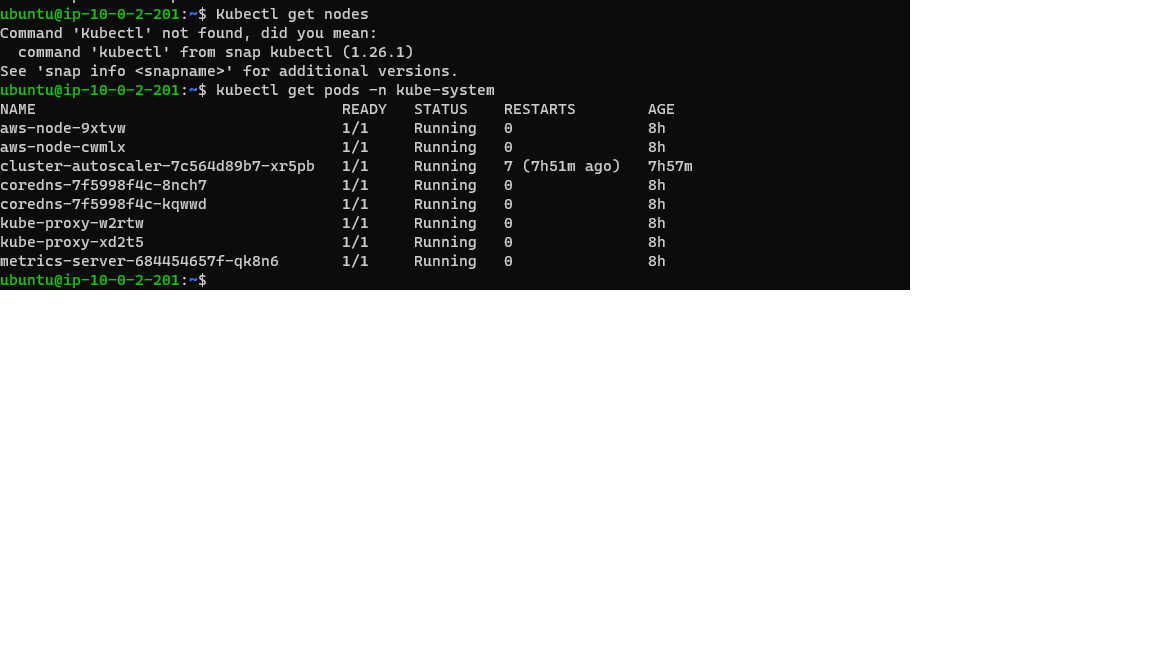 ubuntu@ip-10-0-2-201:~$ Kubectl get nodes
Command 'Kubectl' not found, did you mean:
  command 'kubectl' from snap kubectl (1.26.1)
See 'snap info <snapname>' for additional versions.
ubuntu@ip-10-0-2-201:~$ kubectl get pods -n kube-system
NAME                                  READY   STATUS    RESTARTS        AGE
aws-node-9xtvw                        1/1     Running   0               8h
aws-node-cwmlx                        1/1     Running   0               8h
cluster-autoscaler-7c564d89b7-xr5pb   1/1     Running   7 (7h51m ago)   7h57m
coredns-7f5998f4c-8nch7               1/1     Running   0               8h
coredns-7f5998f4c-kqwwd               1/1     Running   0               8h
kube-proxy-w2rtw                      1/1     Running   0               8h
kube-proxy-xd2t5                      1/1     Running   0               8h
metrics-server-684454657f-qk8n6       1/1     Running   0               8h
ubuntu@ip-10-0-2-201:~$